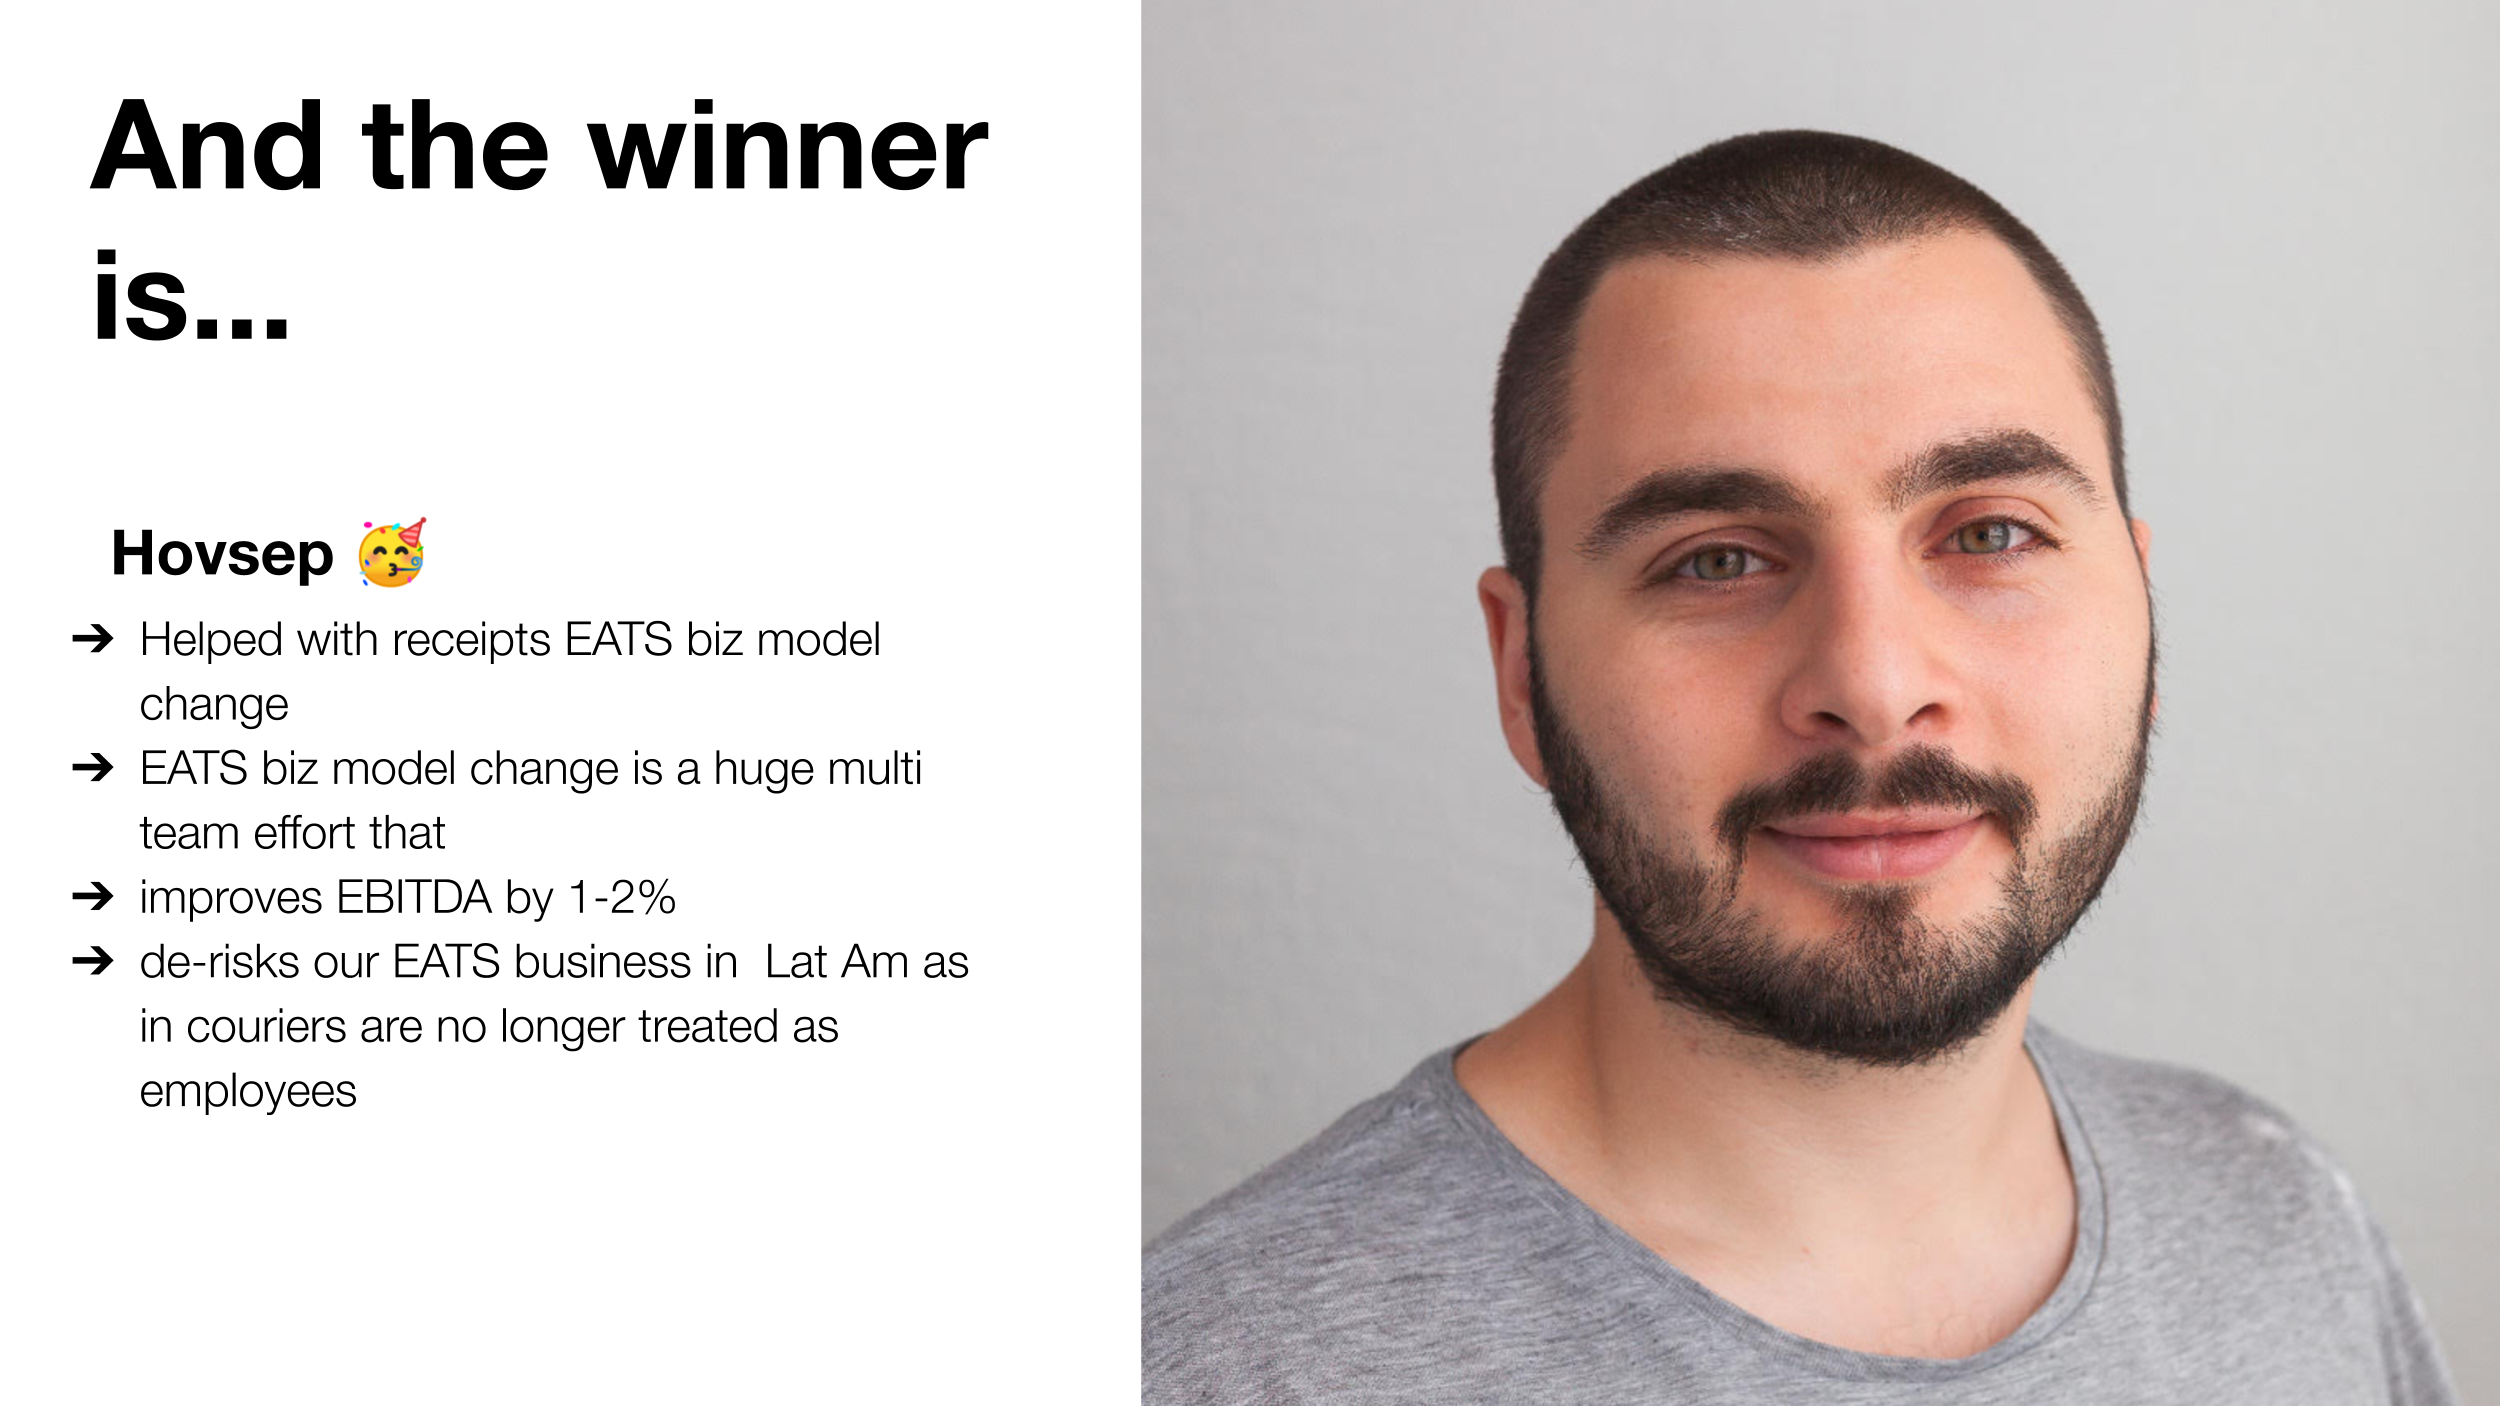 And the winner
is...
Hovsep 🥳
➔ Helped with receipts EATS biz model
change
➔ EATS biz model change is a huge multi
team effort that
➔ improves EBITDA by 1-2%
➔ de-risks our EATS business in  Lat Am as
in couriers are no longer treated as
employees